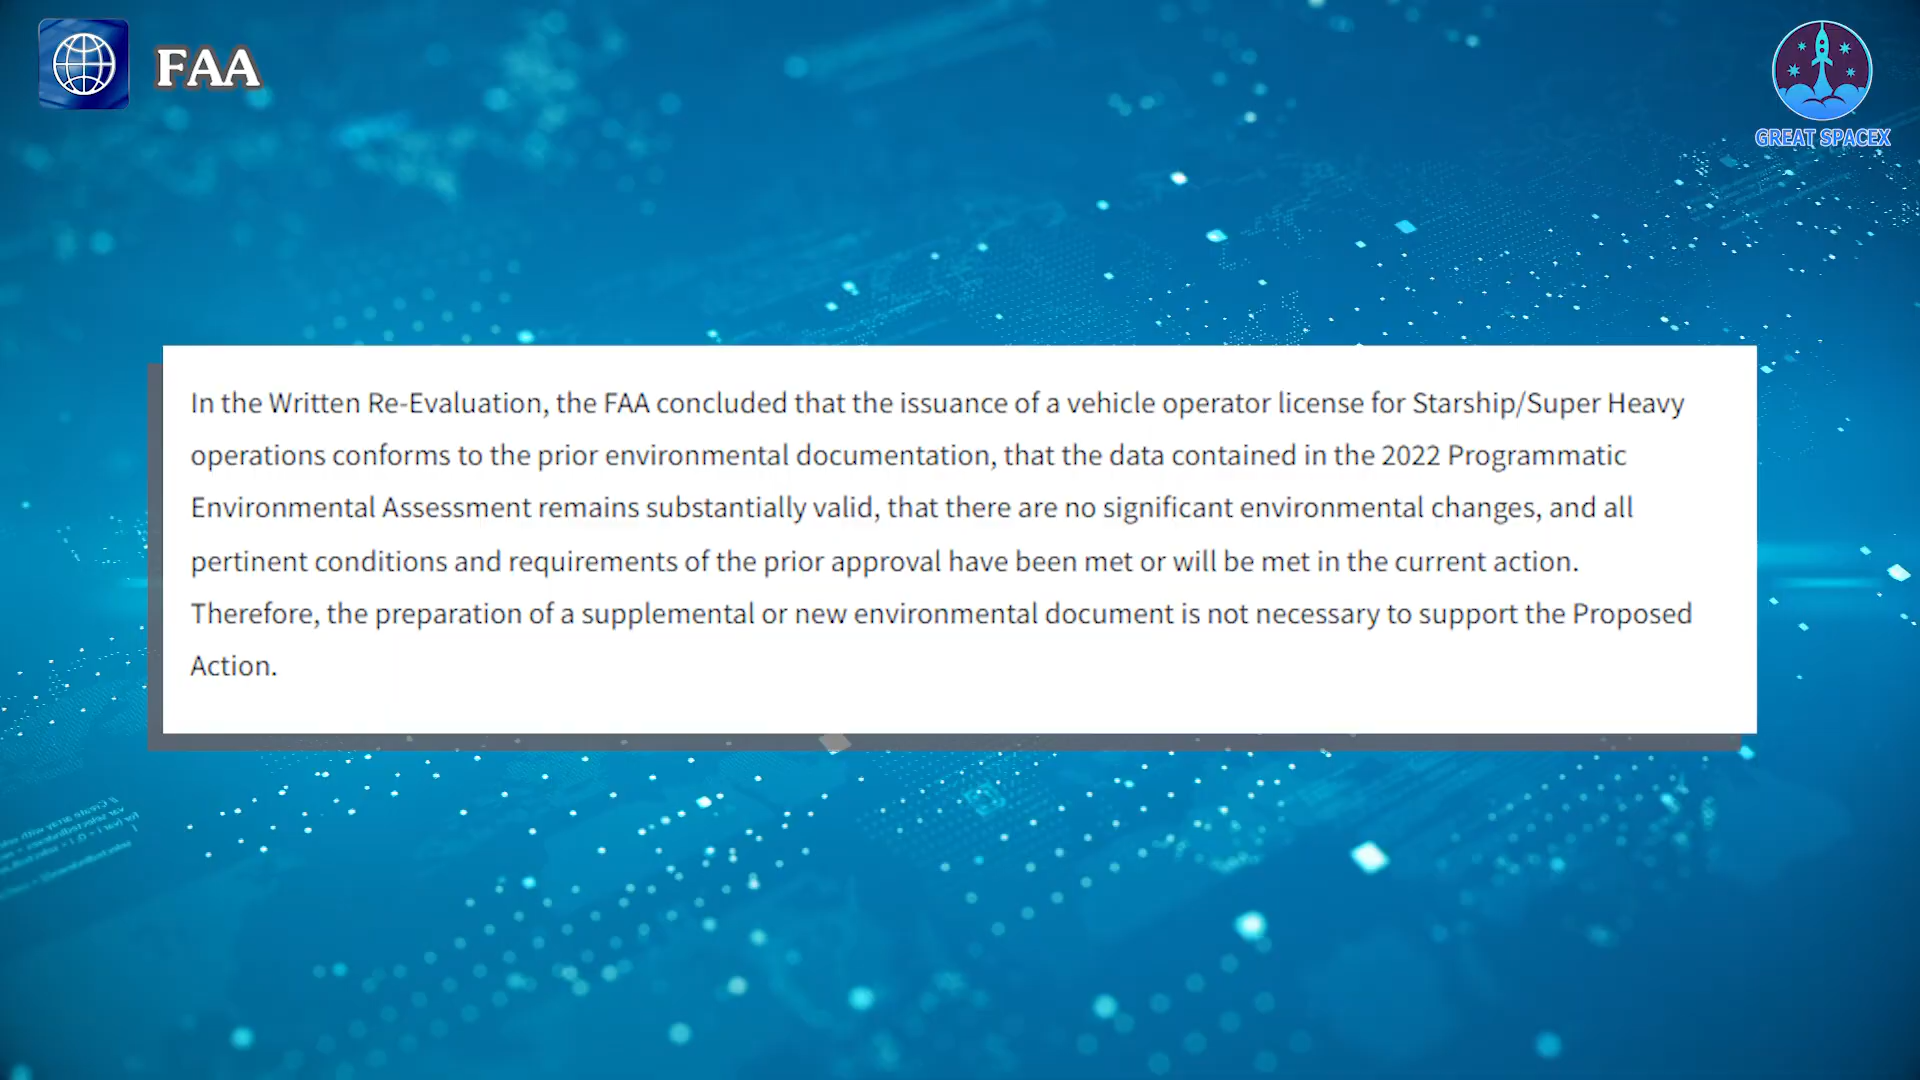 FAA
GREAT SPACEX
In the Written Re-Evaluation, the FAA concluded that the issuance of a vehicle operator license for Starship/Super Heavy
operations conforms to the prior environmental documentation, that the data contained in the 2022 Programmatic
Environmental Assessment remains substantially valid, that there are no significant environmental changes, and all
pertinent conditions and requirements of the prior approval have been met or will be met in the current action.
Therefore, the preparation of a supplemental or new environmental document is not necessary to support the Proposed
Action.